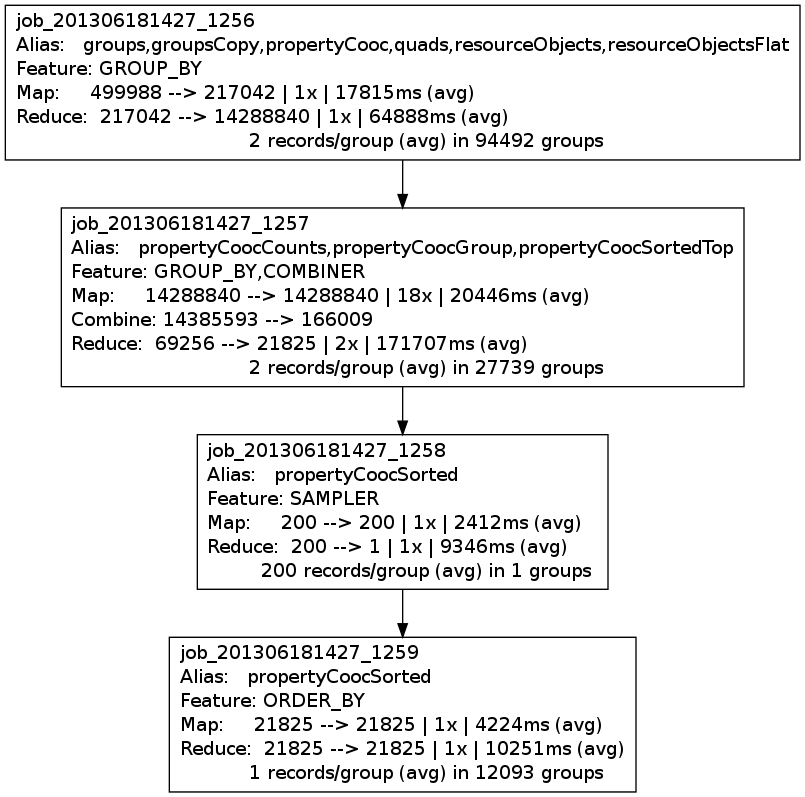 job_201306181427_1256
Alias: groups,groupsCopy,propertyCooc,quads,resourceObjects,resourceObjectsFlat
Feature: GROUP_BY
Map: 499988 --> 217042 | 1x | 17815ms (avg)
Reduce: 217042 --> 14288840 | 1x | 64888ms (avg)
2 records/group (avg) in 94492 groups
job_201306181427_1257
Alias: propertyCoocCounts,propertyCoocGroup,propertyCoocSortedTop
Feature: GROUP_BY,COMBINER
Map: 14288840 --> 14288840 | 18x | 20446ms (avg)
Combine: 14385593 --> 166009
Reduce: 69256 --> 21825 | 2x | 171707ms (avg)
2 records/group (avg) in 27739 groups
job_201306181427_1258
Alias: propertyCoocSorted
Feature: SAMPLER
Map: 200 --> 200 | 1x | 2412ms (avg)
Reduce: 200 --> 1 | 1x | 9346ms (avg)
200 records/group (avg) in 1 groups
job_201306181427_1259
Alias: propertyCoocSorted
Feature: ORDER_BY
Map: 21825 --> 21825 | 1x | 4224ms (avg)
Reduce: 21825 --> 21825 | 1x | 10251ms (avg)
1 records/group (avg) in 12093 groups